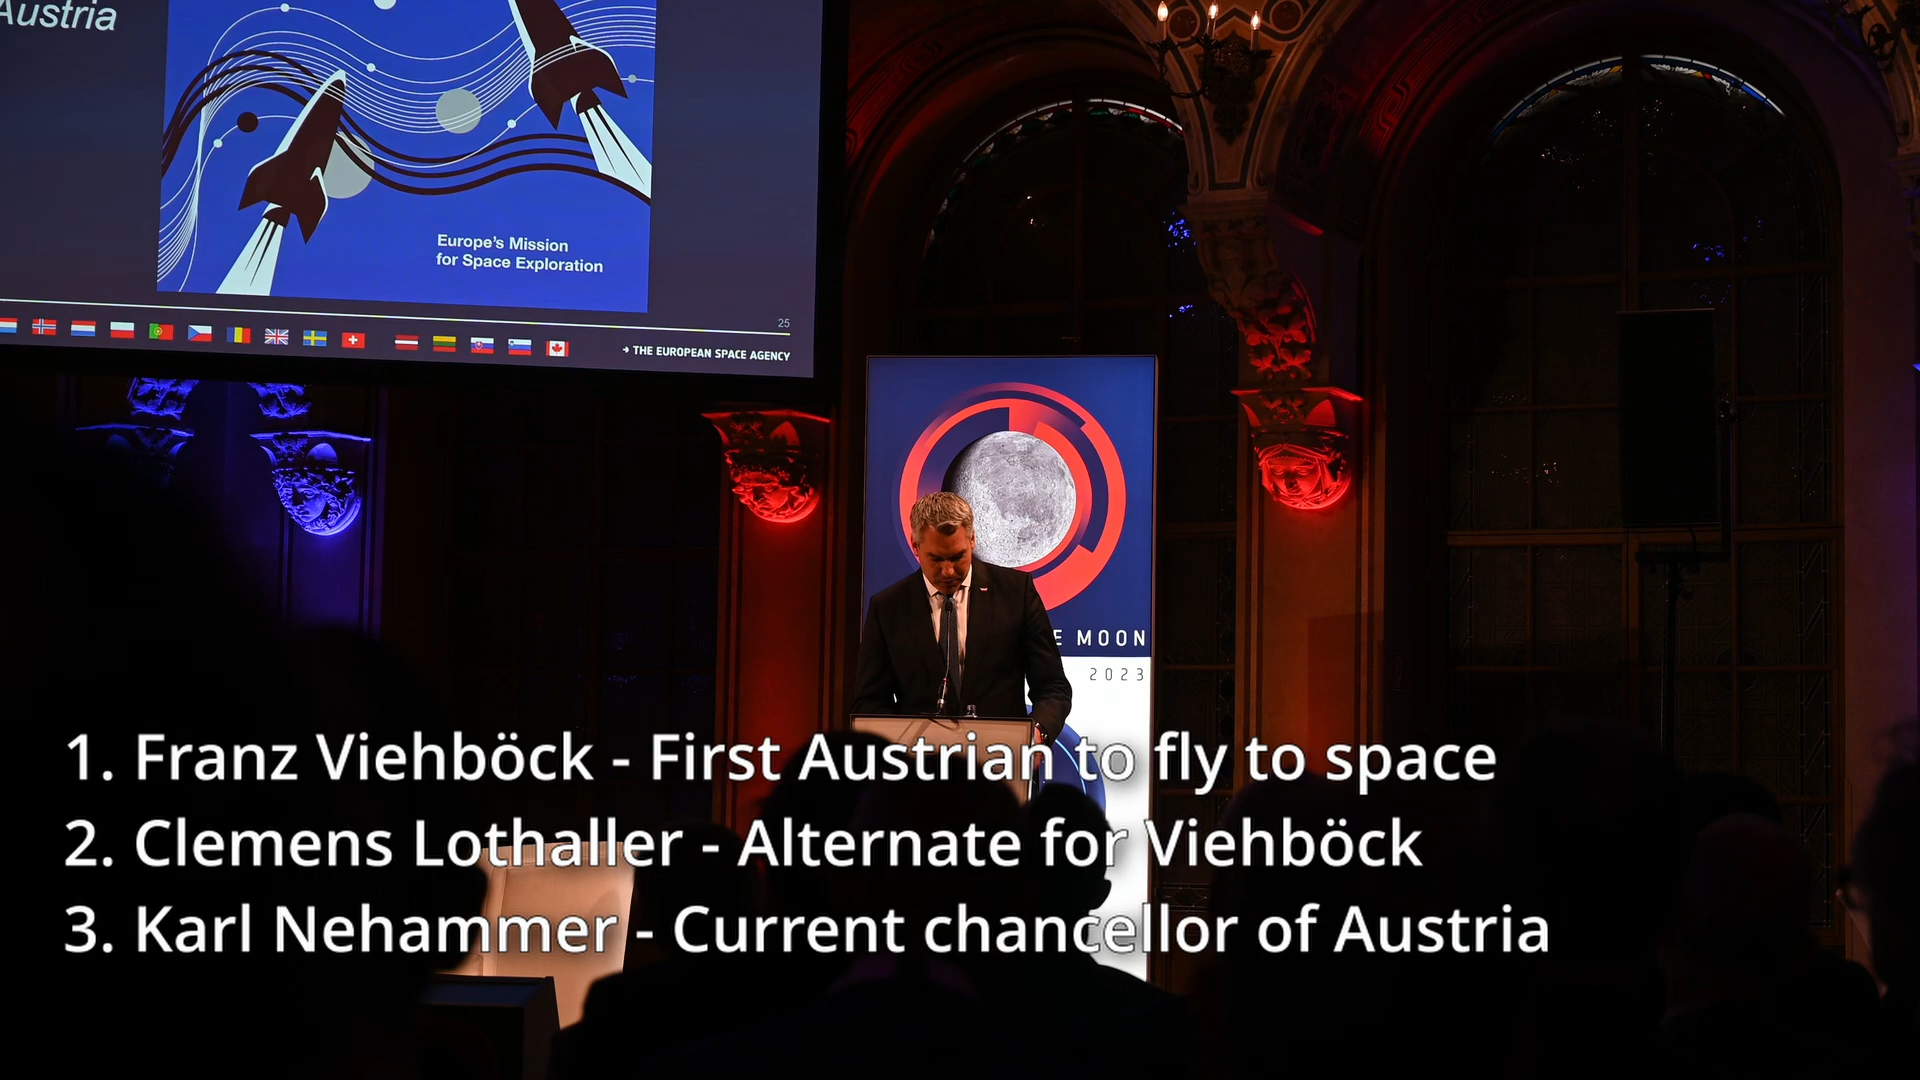 Austria
Europe's Mission
for Space Exploration
25
→ THE EUROPEAN SPACE AGENCY
E MOON
2023
1. Franz Viehböck - First Austrian to fly to space
2. Clemens Lothaller - Alternate for Viehböck
3. Karl Nehammer - Current chancellor of Austria